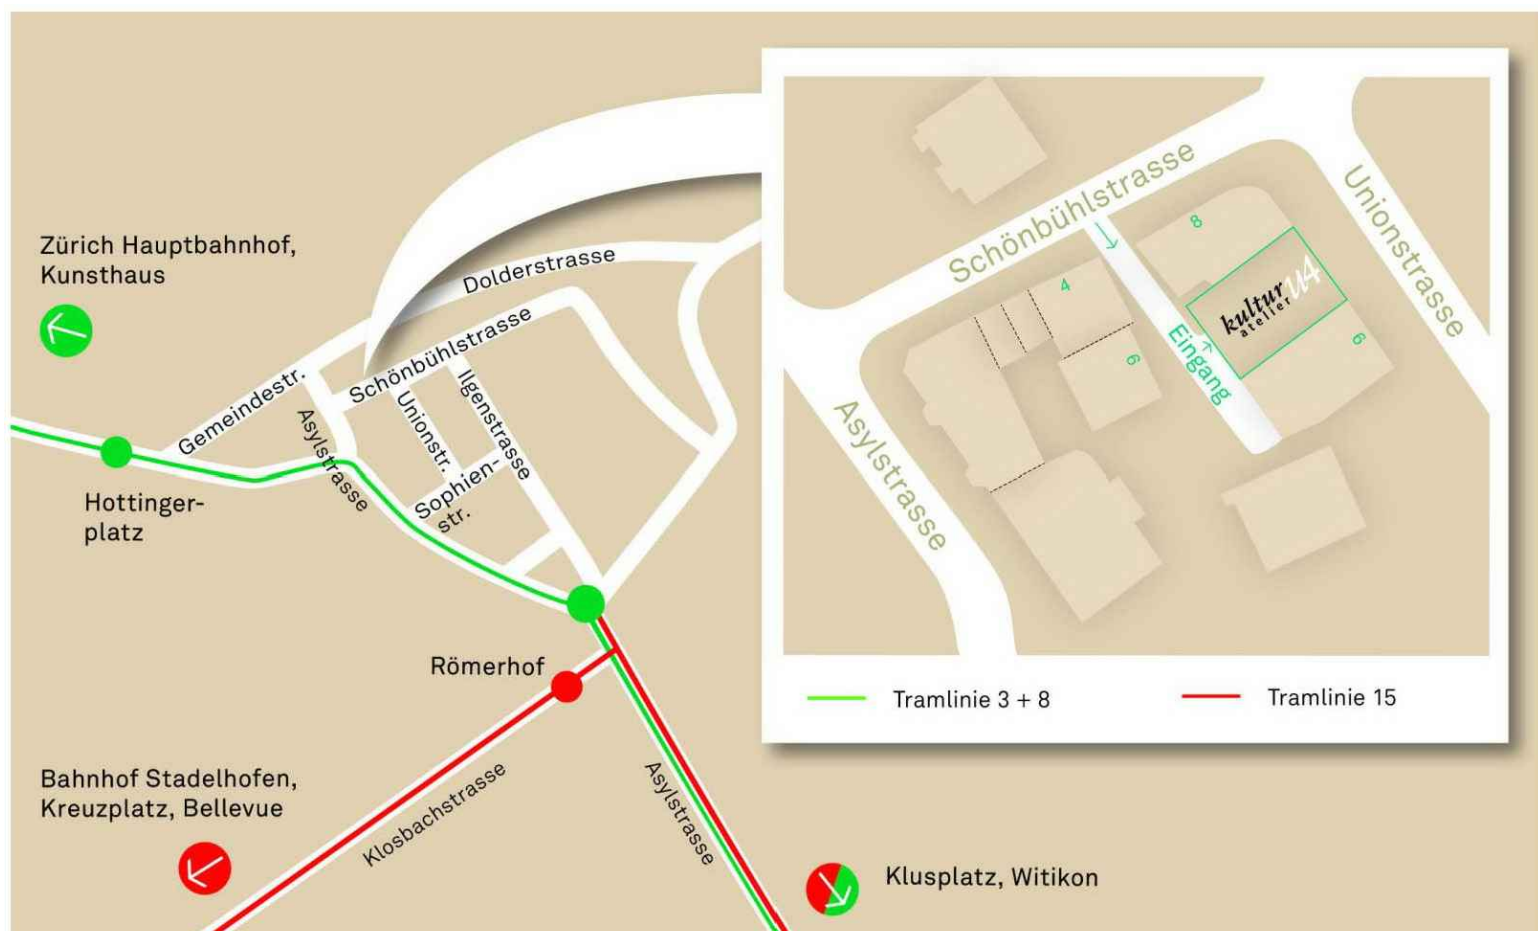 Zürich Hauptbahnhof,
Kunsthaus
Dolderstrasse
Schönbühlstrasse
Gemeindestr.
Asylstrasse
Unionstr.
Ilgenstrasse
Sophien-
str.
Hottinger-
platz
Römerhof
Bahnhof Stadelhofen,
Kreuzplatz, Bellevue
Klosbachstrasse
Asylstrasse
Klusplatz, Witikon
Schönbühlstrasse
Unionstrasse
Asylstrasse
8
4
6
6
kultur u4
atelier
Eingang
Tramlinie 3 + 8
Tramlinie 15